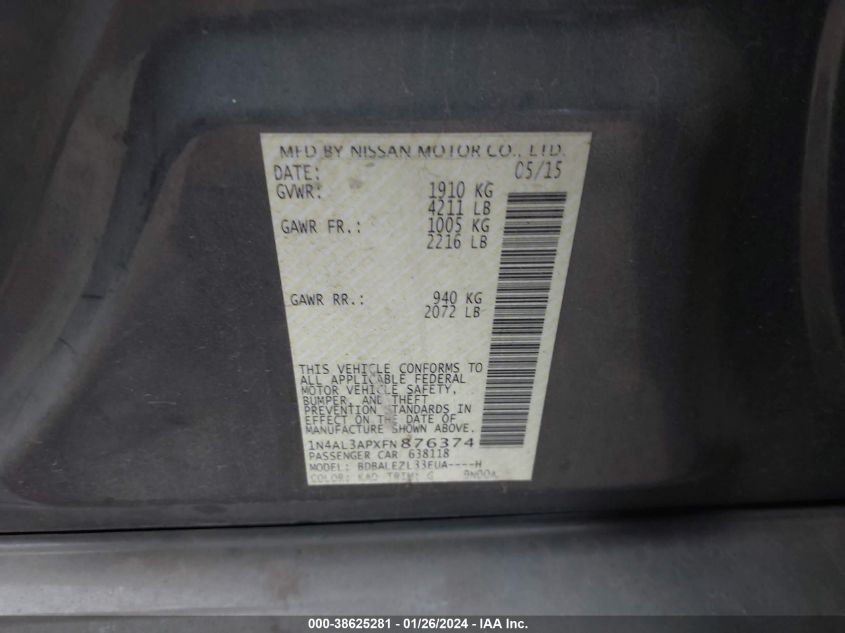 MFD BY NISSAN MOTOR CO., LTD.
DATE: 05/15
GVWR: 1910 KG
4211 LB
GAWR FR.: 1005 KG
2216 LB
GAWR RR.: 940 KG
2072 LB
THIS VEHICLE CONFORMS TO
ALL APPLICABLE FEDERAL
MOTOR VEHICLE SAFETY,
BUMPER, AND THEFT
PREVENTION STANDARDS IN
EFFECT ON THE DATE OF
MANUFACTURE SHOWN ABOVE.
1N4AL3APXFN876374
PASSENGER CAR 638118
MODEL: BDBALEZL33EUA----H
COLOR: KAD TRIM: G
000-38625281 - 01/26/2024 - IAA Inc.